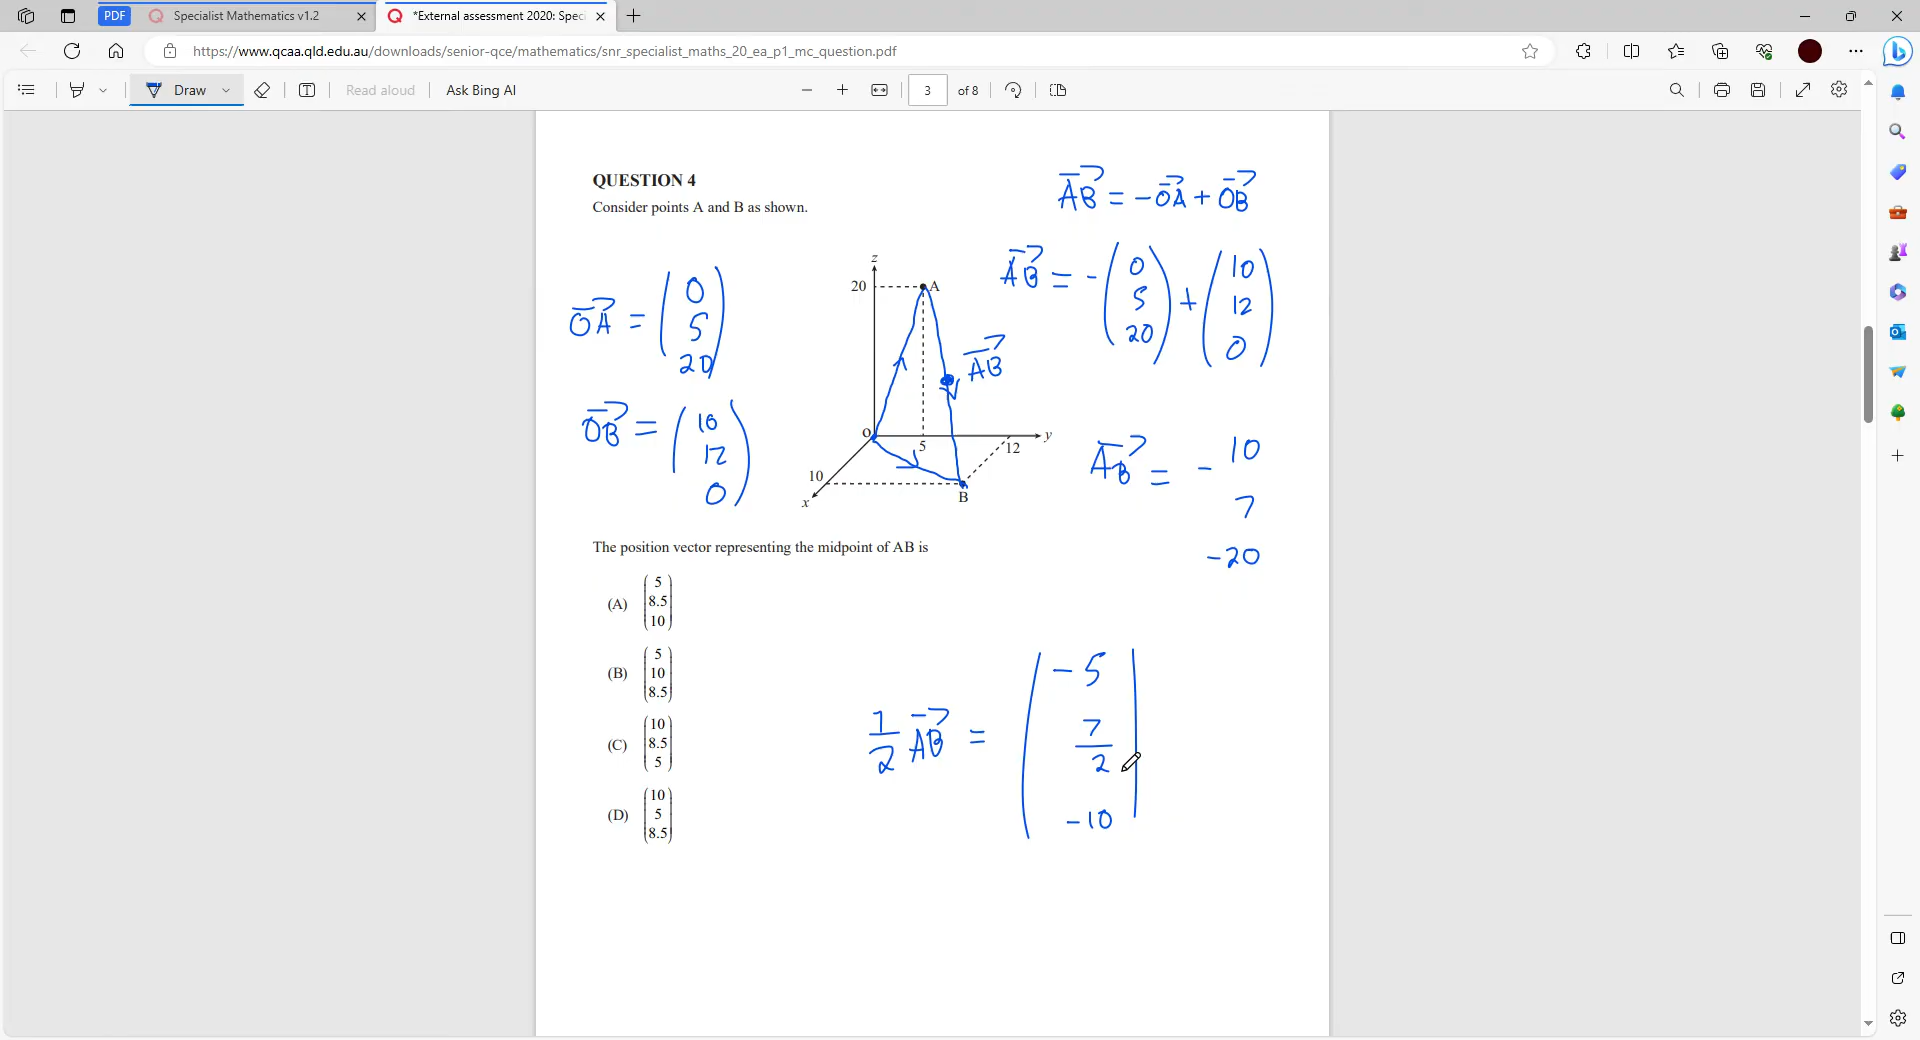 PDF
Specialist Mathematics v1.2
*External assessment 2020: Speci
https://www.qcaa.qld.edu.au/downloads/senior-qce/mathematics/snr_specialist_maths_20_ea_p1_mc_question.pdf
Draw
Read aloud
Ask Bing AI
3 of 8
QUESTION 4
Consider points A and B as shown.
AB = -OA + OB
AB = - (0 5 20) + (10 12 0)
OA = (0 5 20)
OB = (10 12 0)
z
20
A
AB
O
5
12
y
10
x
B
AB = - 10 7 -20
The position vector representing the midpoint of AB is
(A) (5 8.5 10)
(B) (5 10 8.5)
(C) (10 8.5 5)
(D) (10 5 8.5)
1/2 AB = | -5 7/2 -10 |